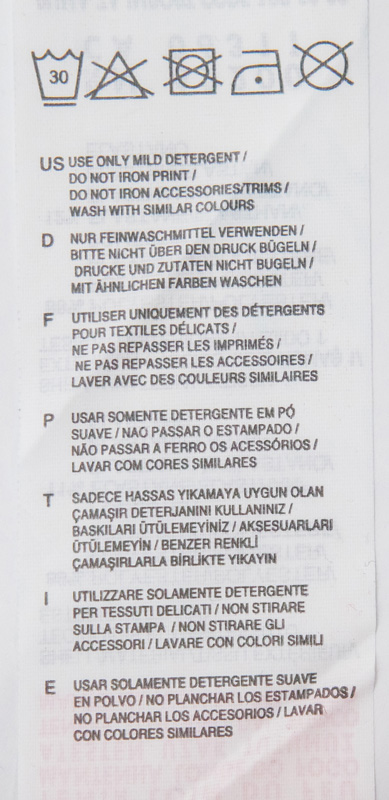 30
US USE ONLY MILD DETERGENT /
DO NOT IRON PRINT /
DO NOT IRON ACCESSORIES/TRIMS /
WASH WITH SIMILAR COLOURS
D NUR FEINWASCHMITTEL VERWENDEN /
BITTE NICHT ÜBER DEN DRUCK BÜGELN /
DRUCKE UND ZUTATEN NICHT BUGELN /
MIT ÄHNLICHEN FARBEN WASCHEN
F UTILISER UNIQUEMENT DES DÉTERGENTS
POUR TEXTILES DÉLICATS /
NE PAS REPASSER LES IMPRIMÉS /
NE PAS REPASSER LES ACCESSOIRES /
LAVER AVEC DES COULEURS SIMILAIRES
P USAR SOMENTE DETERGENTE EM PÓ
SUAVE / NAO PASSAR O ESTAMPADO /
NÃO PASSAR A FERRO OS ACESSÓRIOS /
LAVAR COM CORES SIMILARES
T SADECE HASSAS YIKAMAYA UYGUN OLAN
ÇAMAŞIR DETERJANINI KULLANINIZ /
BASKILARI ÜTÜLEMEYİNİZ / AKSESUARLARI
ÜTÜLEMEYİN / BENZER RENKLİ
ÇAMAŞIRLARLA BİRLİKTE YIKAYIN
I UTILIZZARE SOLAMENTE DETERGENTE
PER TESSUTI DELICATI / NON STIRARE
SULLA STAMPA / NON STIRARE GLI
ACCESSORI / LAVARE CON COLORI SIMILI
E USAR SOLAMENTE DETERGENTE SUAVE
EN POLVO / NO PLANCHAR LOS ESTAMPADOS /
NO PLANCHAR LOS ACCESORIOS / LAVAR
CON COLORES SIMILARES